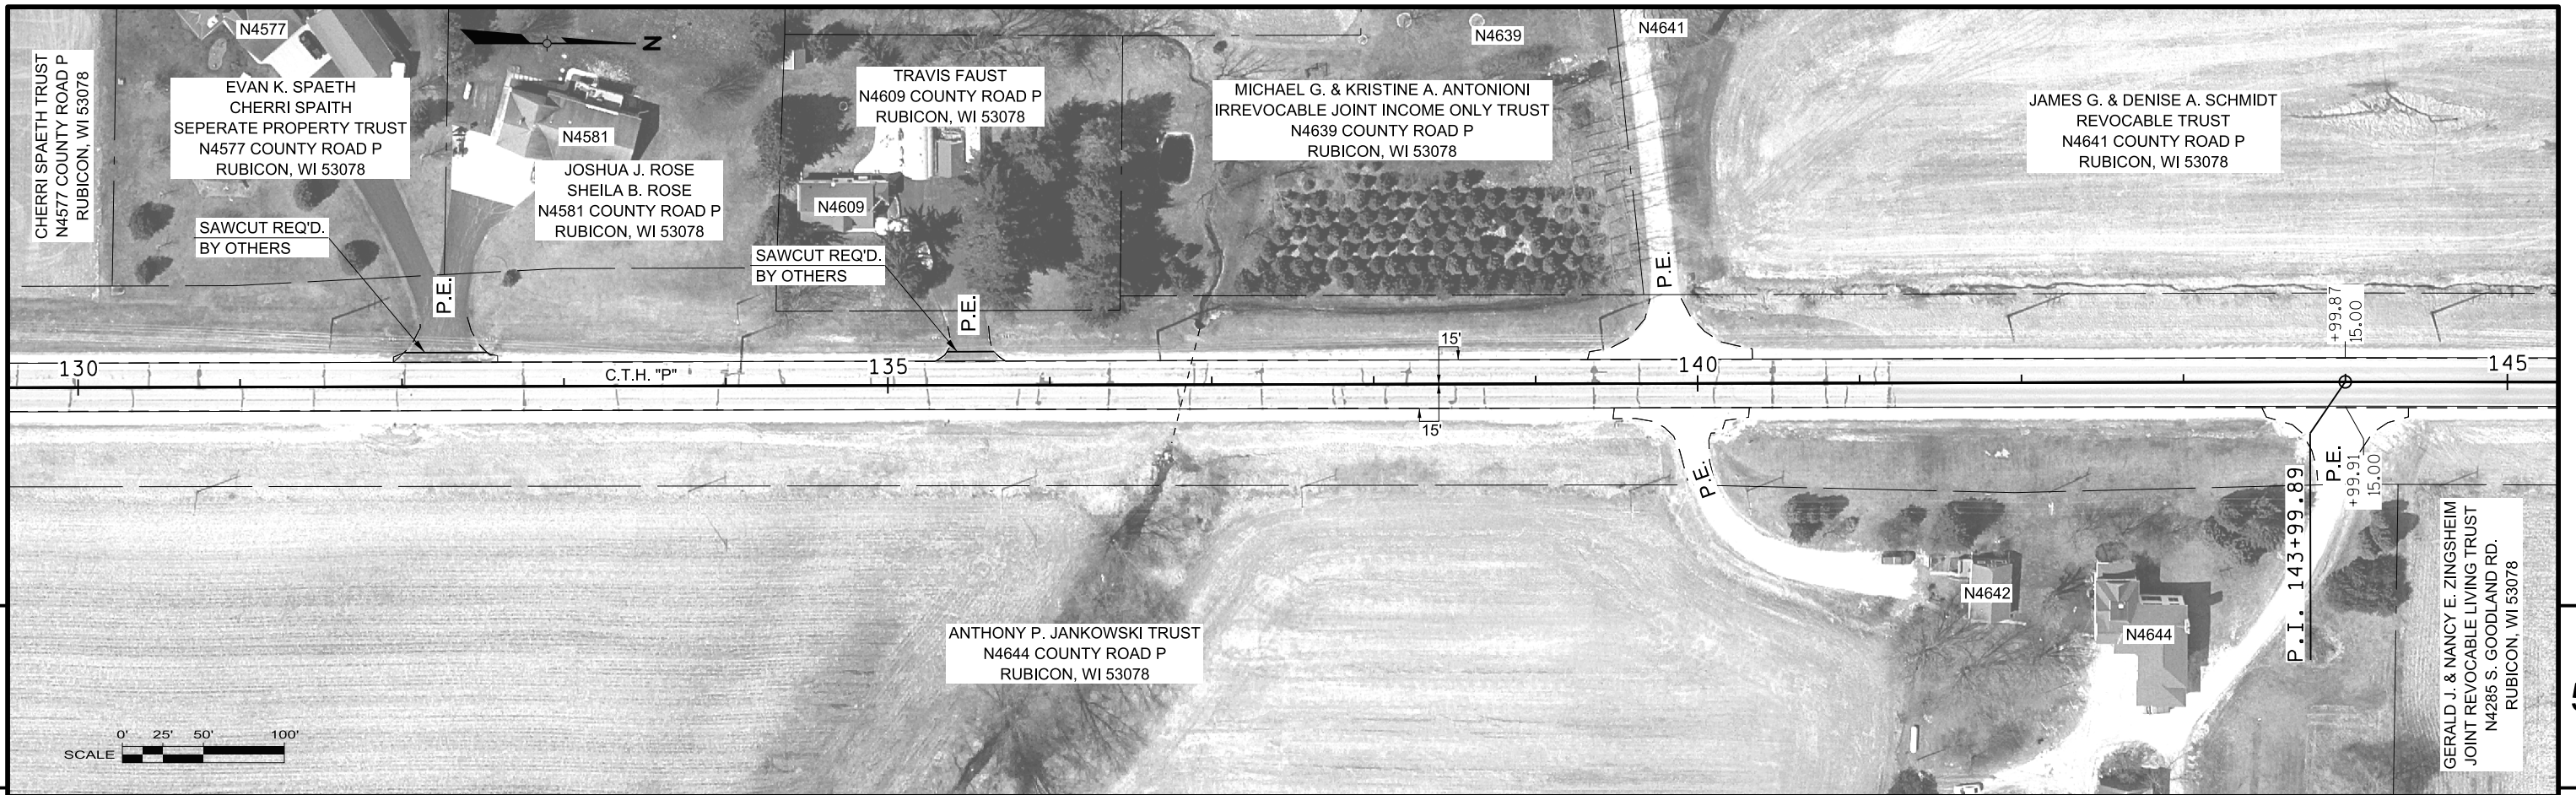 CHERRI SPAETH TRUST
N4577 COUNTY ROAD P
RUBICON, WI 53078
N4577
EVAN K. SPAETH
CHERRI SPAITH
SEPERATE PROPERTY TRUST
N4577 COUNTY ROAD P
RUBICON, WI 53078
N
N4581
JOSHUA J. ROSE
SHEILA B. ROSE
N4581 COUNTY ROAD P
RUBICON, WI 53078
TRAVIS FAUST
N4609 COUNTY ROAD P
RUBICON, WI 53078
N4609
N4639
MICHAEL G. & KRISTINE A. ANTONIONI
IRREVOCABLE JOINT INCOME ONLY TRUST
N4639 COUNTY ROAD P
RUBICON, WI 53078
N4641
JAMES G. & DENISE A. SCHMIDT
REVOCABLE TRUST
N4641 COUNTY ROAD P
RUBICON, WI 53078
SAWCUT REQ'D.
BY OTHERS
SAWCUT REQ'D.
BY OTHERS
P.E.
P.E.
P.E.
+99.87
15.00
130
C.T.H. "P"
135
15'
140
145
15'
P.E.
P.E.
+99.91
15.00
P.I. 143+99.89
N4642
N4644
ANTHONY P. JANKOWSKI TRUST
N4644 COUNTY ROAD P
RUBICON, WI 53078
GERALD J. & NANCY E. ZINGSHEIM
JOINT REVOCABLE LIVING TRUST
N4285 S. GOODLAND RD.
RUBICON, WI 53078
SCALE
0' 25' 50' 100'